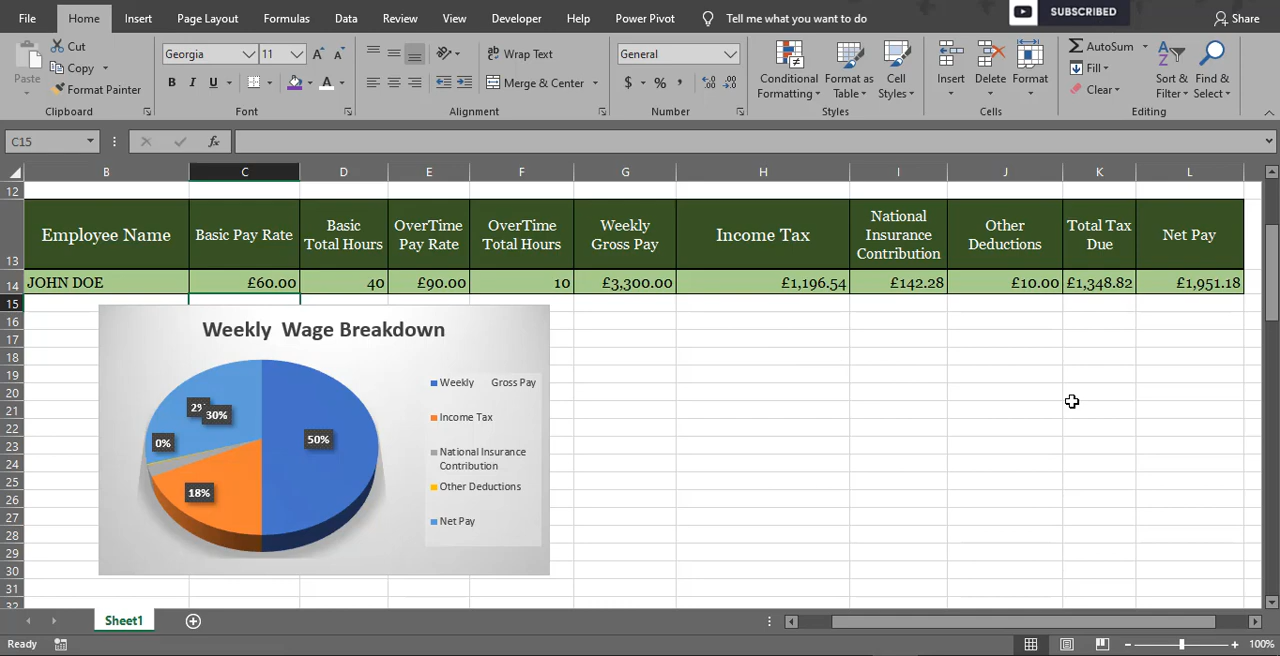 File Home Insert Page Layout Formulas Data Review View Developer Help Power Pivot Tell me what you want to do SUBSCRIBED Share
Paste
Cut
Copy
Format Painter
Clipboard
Georgia 11 A A
B I U A
Font
ab Wrap Text
Merge & Center
Alignment
General
$ % ,
Number
Conditional
Formatting
Format as
Table
Cell
Styles
Styles
Insert
Delete
Format
Cells
AutoSum
Fill
Clear
Sort &
Filter
Find &
Select
Editing
C15 fx
B C D E F G H I J K L
12
13
Employee Name
Basic Pay Rate
Basic
Total Hours
OverTime
Pay Rate
OverTime
Total Hours
Weekly
Gross Pay
Income Tax
National
Insurance
Contribution
Other
Deductions
Total Tax
Due
Net Pay
14 JOHN DOE £60.00 40 £90.00 10 £3,300.00 £1,196.54 £142.28 £10.00 £1,348.82 £1,951.18
15
16
17
18
19
20
21
22
23
24
25
26
27
28
29
30
31
32
Weekly Wage Breakdown
2%
30%
0%
50%
18%
Weekly Gross Pay
Income Tax
National Insurance
Contribution
Other Deductions
Net Pay
Sheet1
Ready
100%